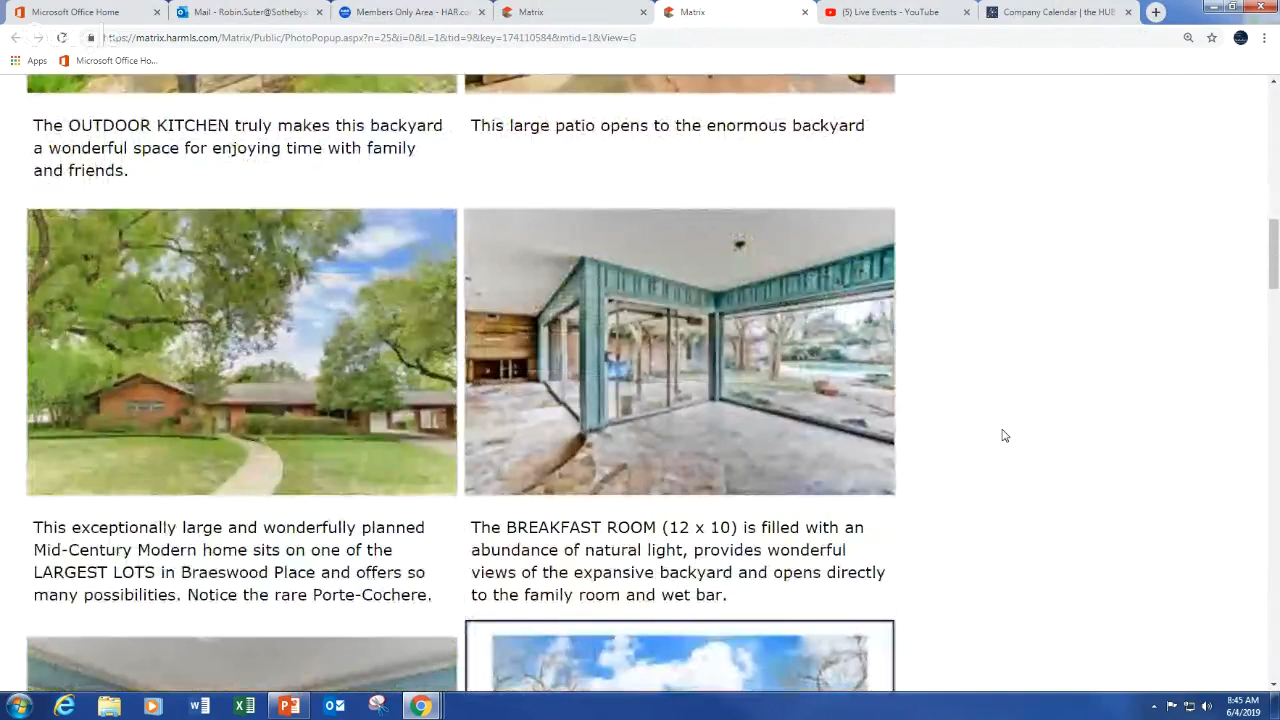 Microsoft Office Home
Mail - Robin.Suter@Sothebys
Members Only Area - HAR.com
Matrix
Matrix
(5) Live Events - YouTube
Company Calendar | the HUB
https://matrix.harmls.com/Matrix/Public/PhotoPopup.aspx?n=25&i=0&L=1&tid=9&key=174110584&mtid=1&View=G
Apps
Microsoft Office Ho...
The OUTDOOR KITCHEN truly makes this backyard
a wonderful space for enjoying time with family
and friends.
This large patio opens to the enormous backyard
This exceptionally large and wonderfully planned
Mid-Century Modern home sits on one of the
LARGEST LOTS in Braeswood Place and offers so
many possibilities. Notice the rare Porte-Cochere.
The BREAKFAST ROOM (12 x 10) is filled with an
abundance of natural light, provides wonderful
views of the expansive backyard and opens directly
to the family room and wet bar.
8:45 AM
6/4/2019